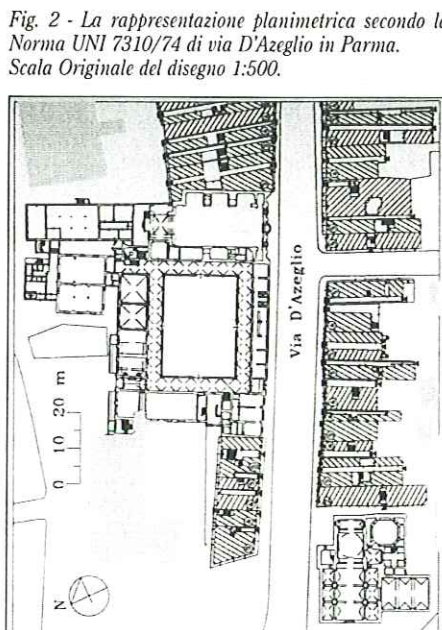 Fig. 2 - La rappresentazione planimetrica secondo la
Norma UNI 7310/74 di via D'Azeglio in Parma.
Scala Originale del disegno 1:500.
Via D'Azeglio
0 10 20 m
N